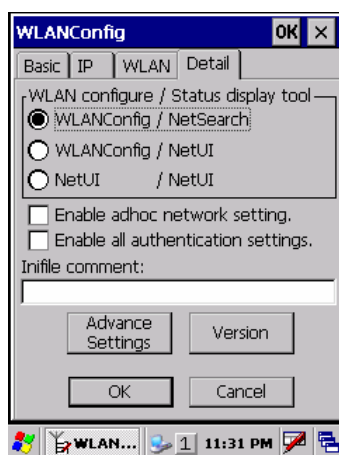 WLANConfig OK ×
Basic IP WLAN Detail
WLAN configure / Status display tool
WLANConfig / NetSearch
WLANConfig / NetUI
NetUI / NetUI
Enable adhoc network setting.
Enable all authentication settings.
Inifile comment:
Advance Settings
Version
OK Cancel
WLAN... 1 11:31 PM